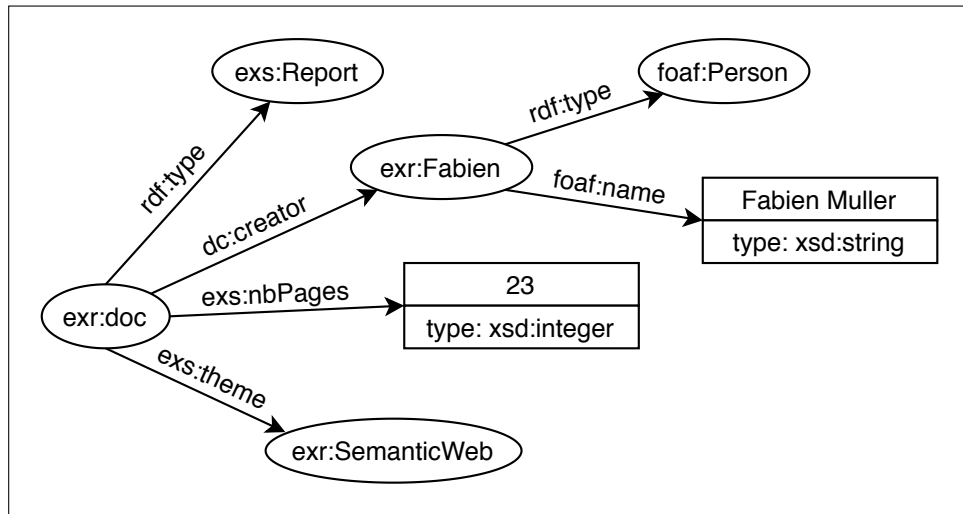 exs:Report
foaf:Person
rdf:type
rdf:type
exr:Fabien
foaf:name
Fabien Muller
type: xsd:string
dc:creator
exs:nbPages
23
type: xsd:integer
exr:doc
exs:theme
exr:SemanticWeb